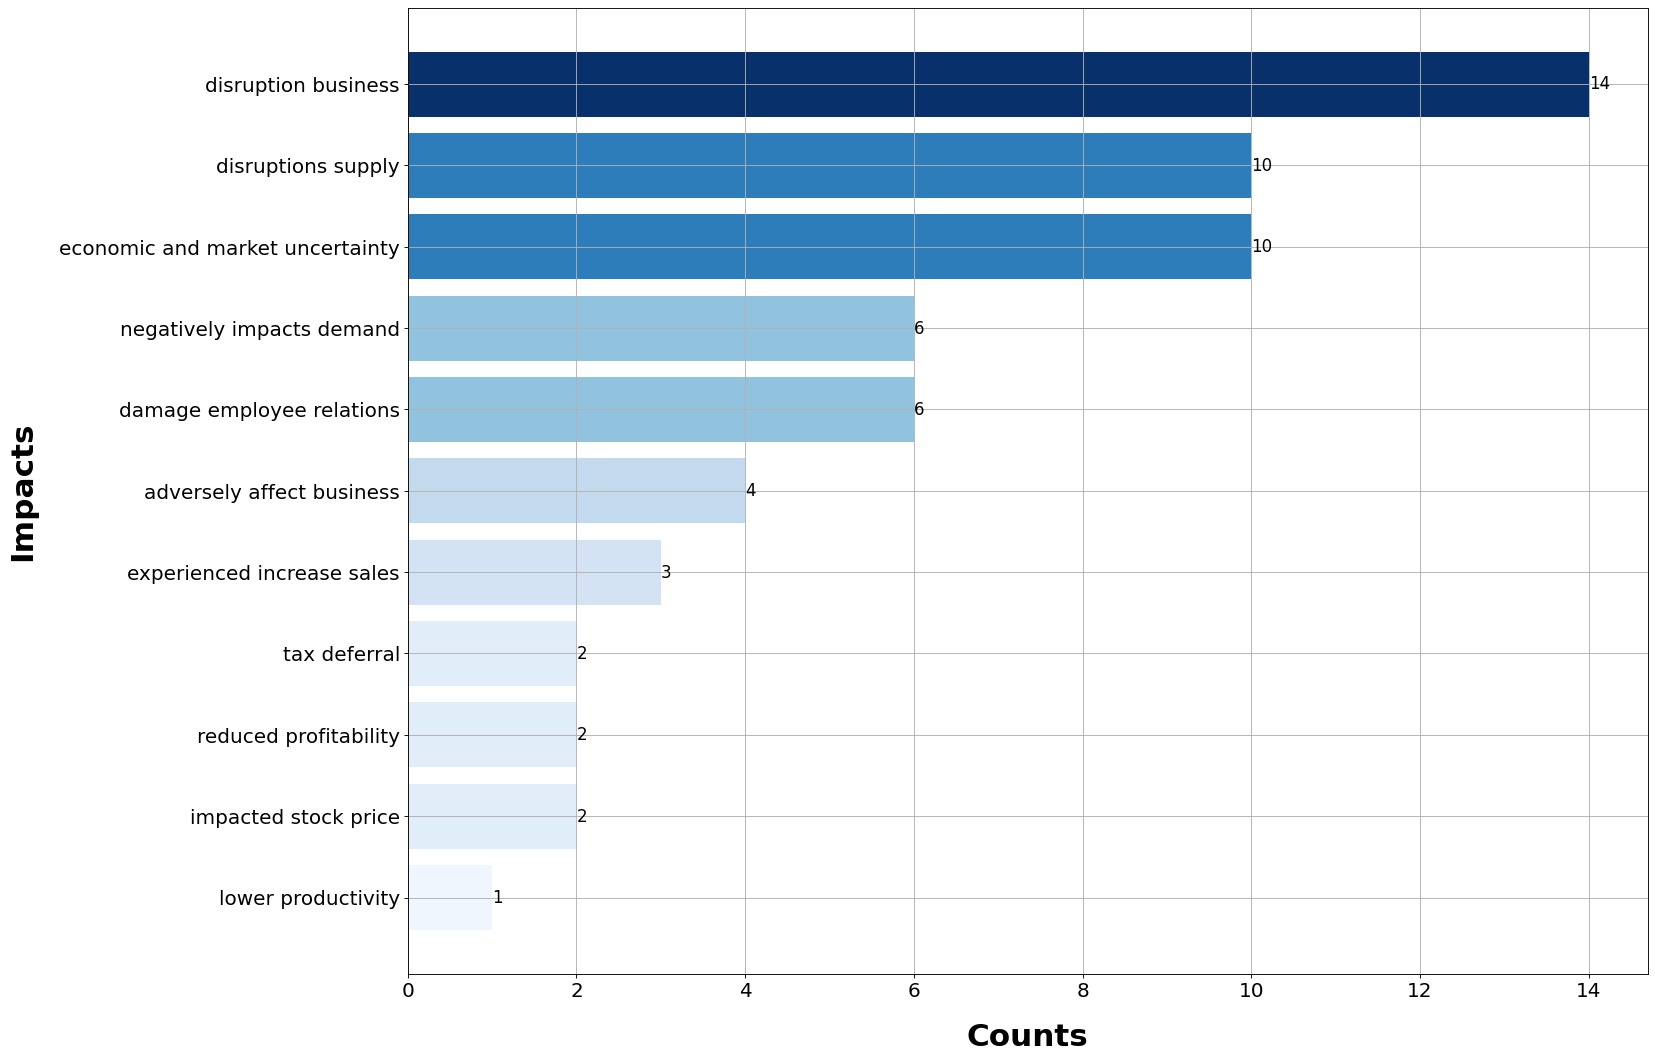 disruption business
14
disruptions supply
10
economic and market uncertainty
10
negatively impacts demand
6
damage employee relations
6
adversely affect business
4
experienced increase sales
3
tax deferral
2
reduced profitability
2
impacted stock price
2
lower productivity
1
Impacts
0 2 4 6 8 10 12 14
Counts